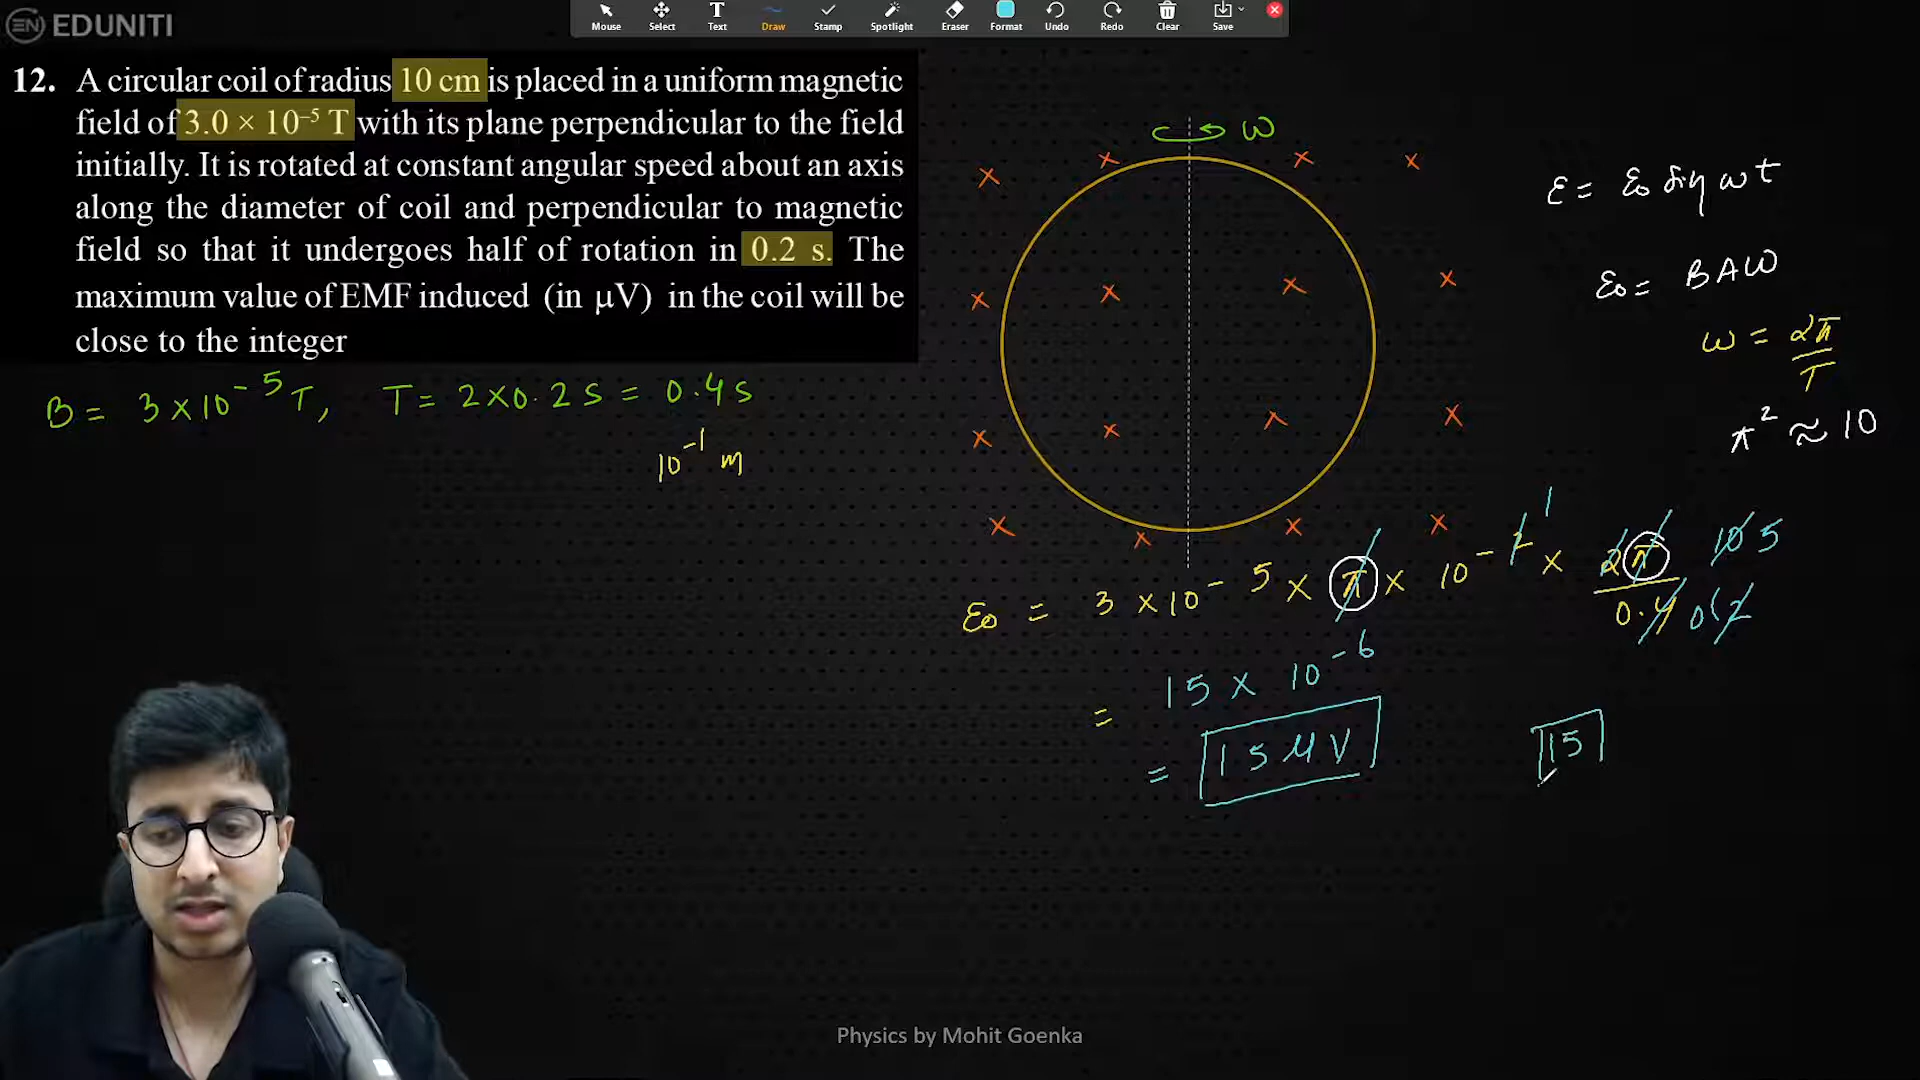 EN EDUNITI
Mouse Select Text Draw Stamp Spotlight Eraser Format Undo Redo Clear Save
12. A circular coil of radius 10 cm is placed in a uniform magnetic
field of 3.0 × 10⁻⁵ T with its plane perpendicular to the field
initially. It is rotated at constant angular speed about an axis
along the diameter of coil and perpendicular to magnetic
field so that it undergoes half of rotation in 0.2 s. The
maximum value of EMF induced (in μV) in the coil will be
close to the integer
B = 3 × 10⁻⁵ T, T = 2 × 0.2 s = 0.4 s
10⁻¹ m
ω
ε = ε₀ sin ωt
ε₀ = BAω
ω = 2π/T
π² ≈ 10
ε₀ = 3 × 10⁻⁵ × π × 10⁻² 1 × 2π/0.4 10 5 0.2
= 15 × 10⁻⁶
= 15 μV 15
Physics by Mohit Goenka